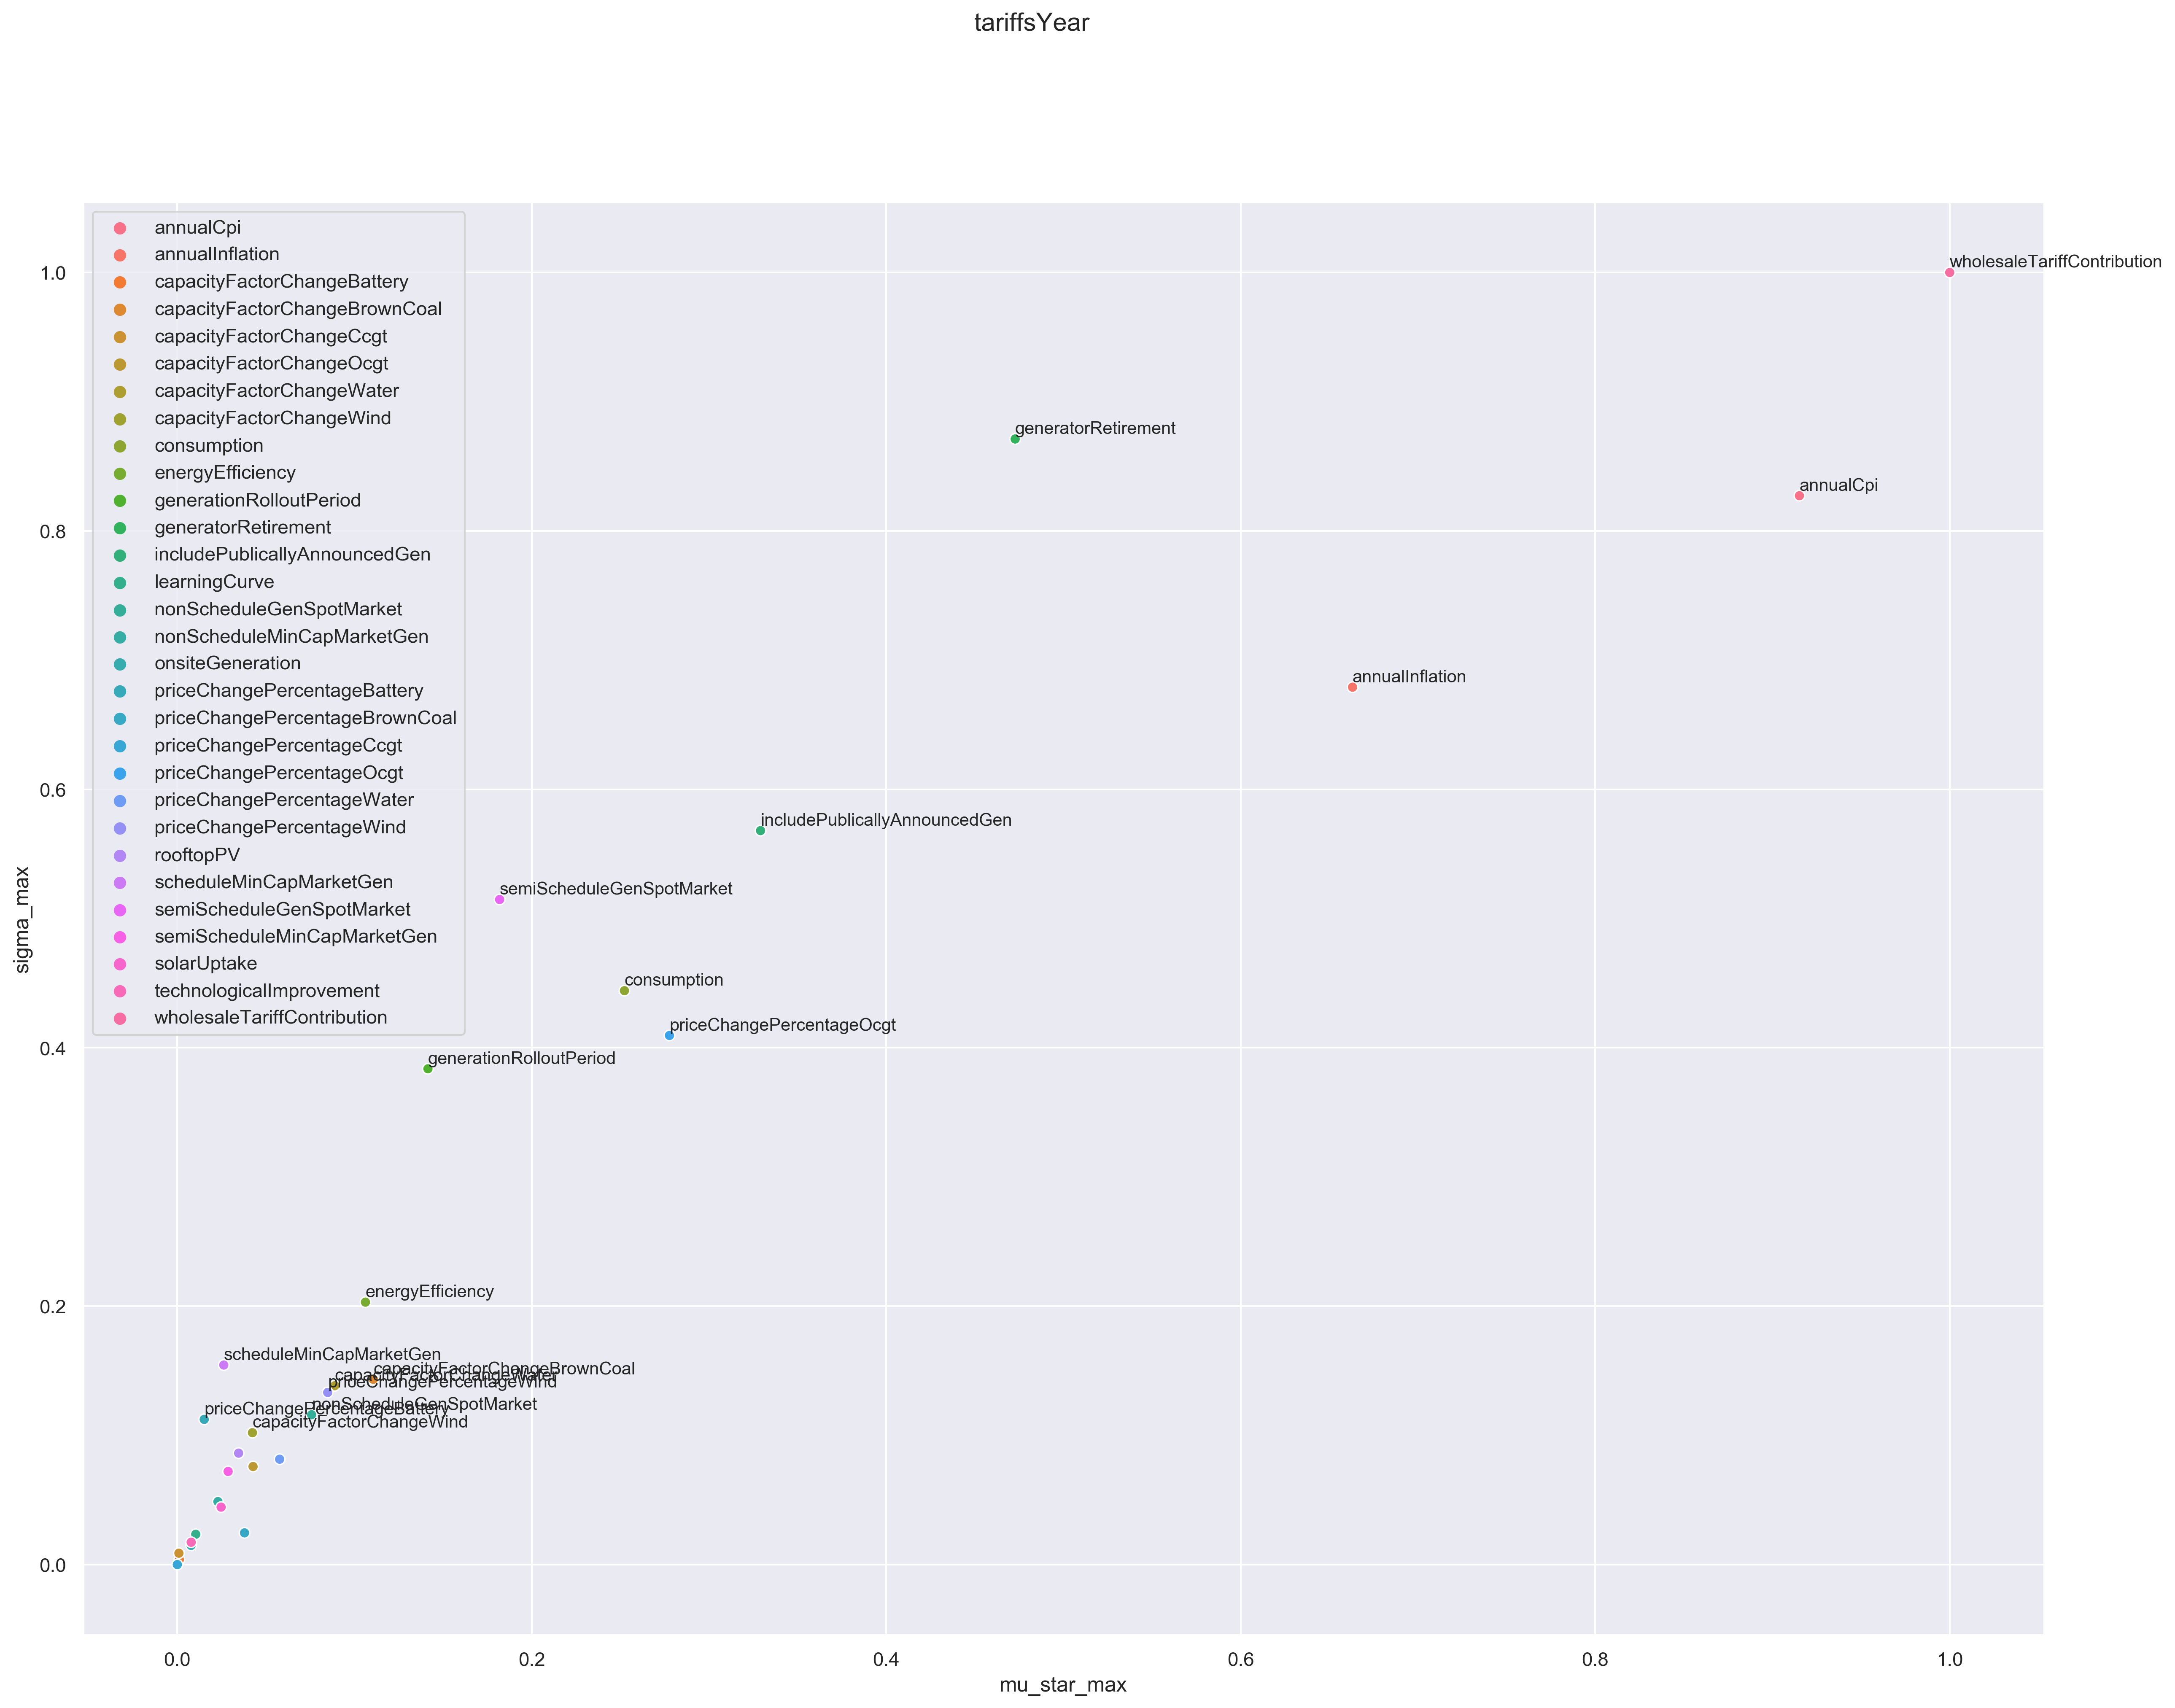 tariffsYear
annualCpi
annualInflation
capacityFactorChangeBattery
capacityFactorChangeBrownCoal
capacityFactorChangeCcgt
capacityFactorChangeOcgt
capacityFactorChangeWater
capacityFactorChangeWind
consumption
energyEfficiency
generationRolloutPeriod
generatorRetirement
includePublicallyAnnouncedGen
learningCurve
nonScheduleGenSpotMarket
nonScheduleMinCapMarketGen
onsiteGeneration
priceChangePercentageBattery
priceChangePercentageBrownCoal
priceChangePercentageCcgt
priceChangePercentageOcgt
priceChangePercentageWater
priceChangePercentageWind
rooftopPV
scheduleMinCapMarketGen
semiScheduleGenSpotMarket
semiScheduleMinCapMarketGen
solarUptake
technologicalImprovement
wholesaleTariffContribution
wholesaleTariffContribution
generatorRetirement
annualCpi
annualInflation
includePublicallyAnnouncedGen
semiScheduleGenSpotMarket
consumption
priceChangePercentageOcgt
generationRolloutPeriod
energyEfficiency
scheduleMinCapMarketGen
capacityFactorChangeBrownCoal
capacityFactorChangeWater
priceChangePercentageWind
nonScheduleGenSpotMarket
priceChangePercentageBattery
capacityFactorChangeWind
1.0
0.8
0.6
0.4
0.2
0.0
sigma_max
0.0 0.2 0.4 0.6 0.8 1.0
mu_star_max